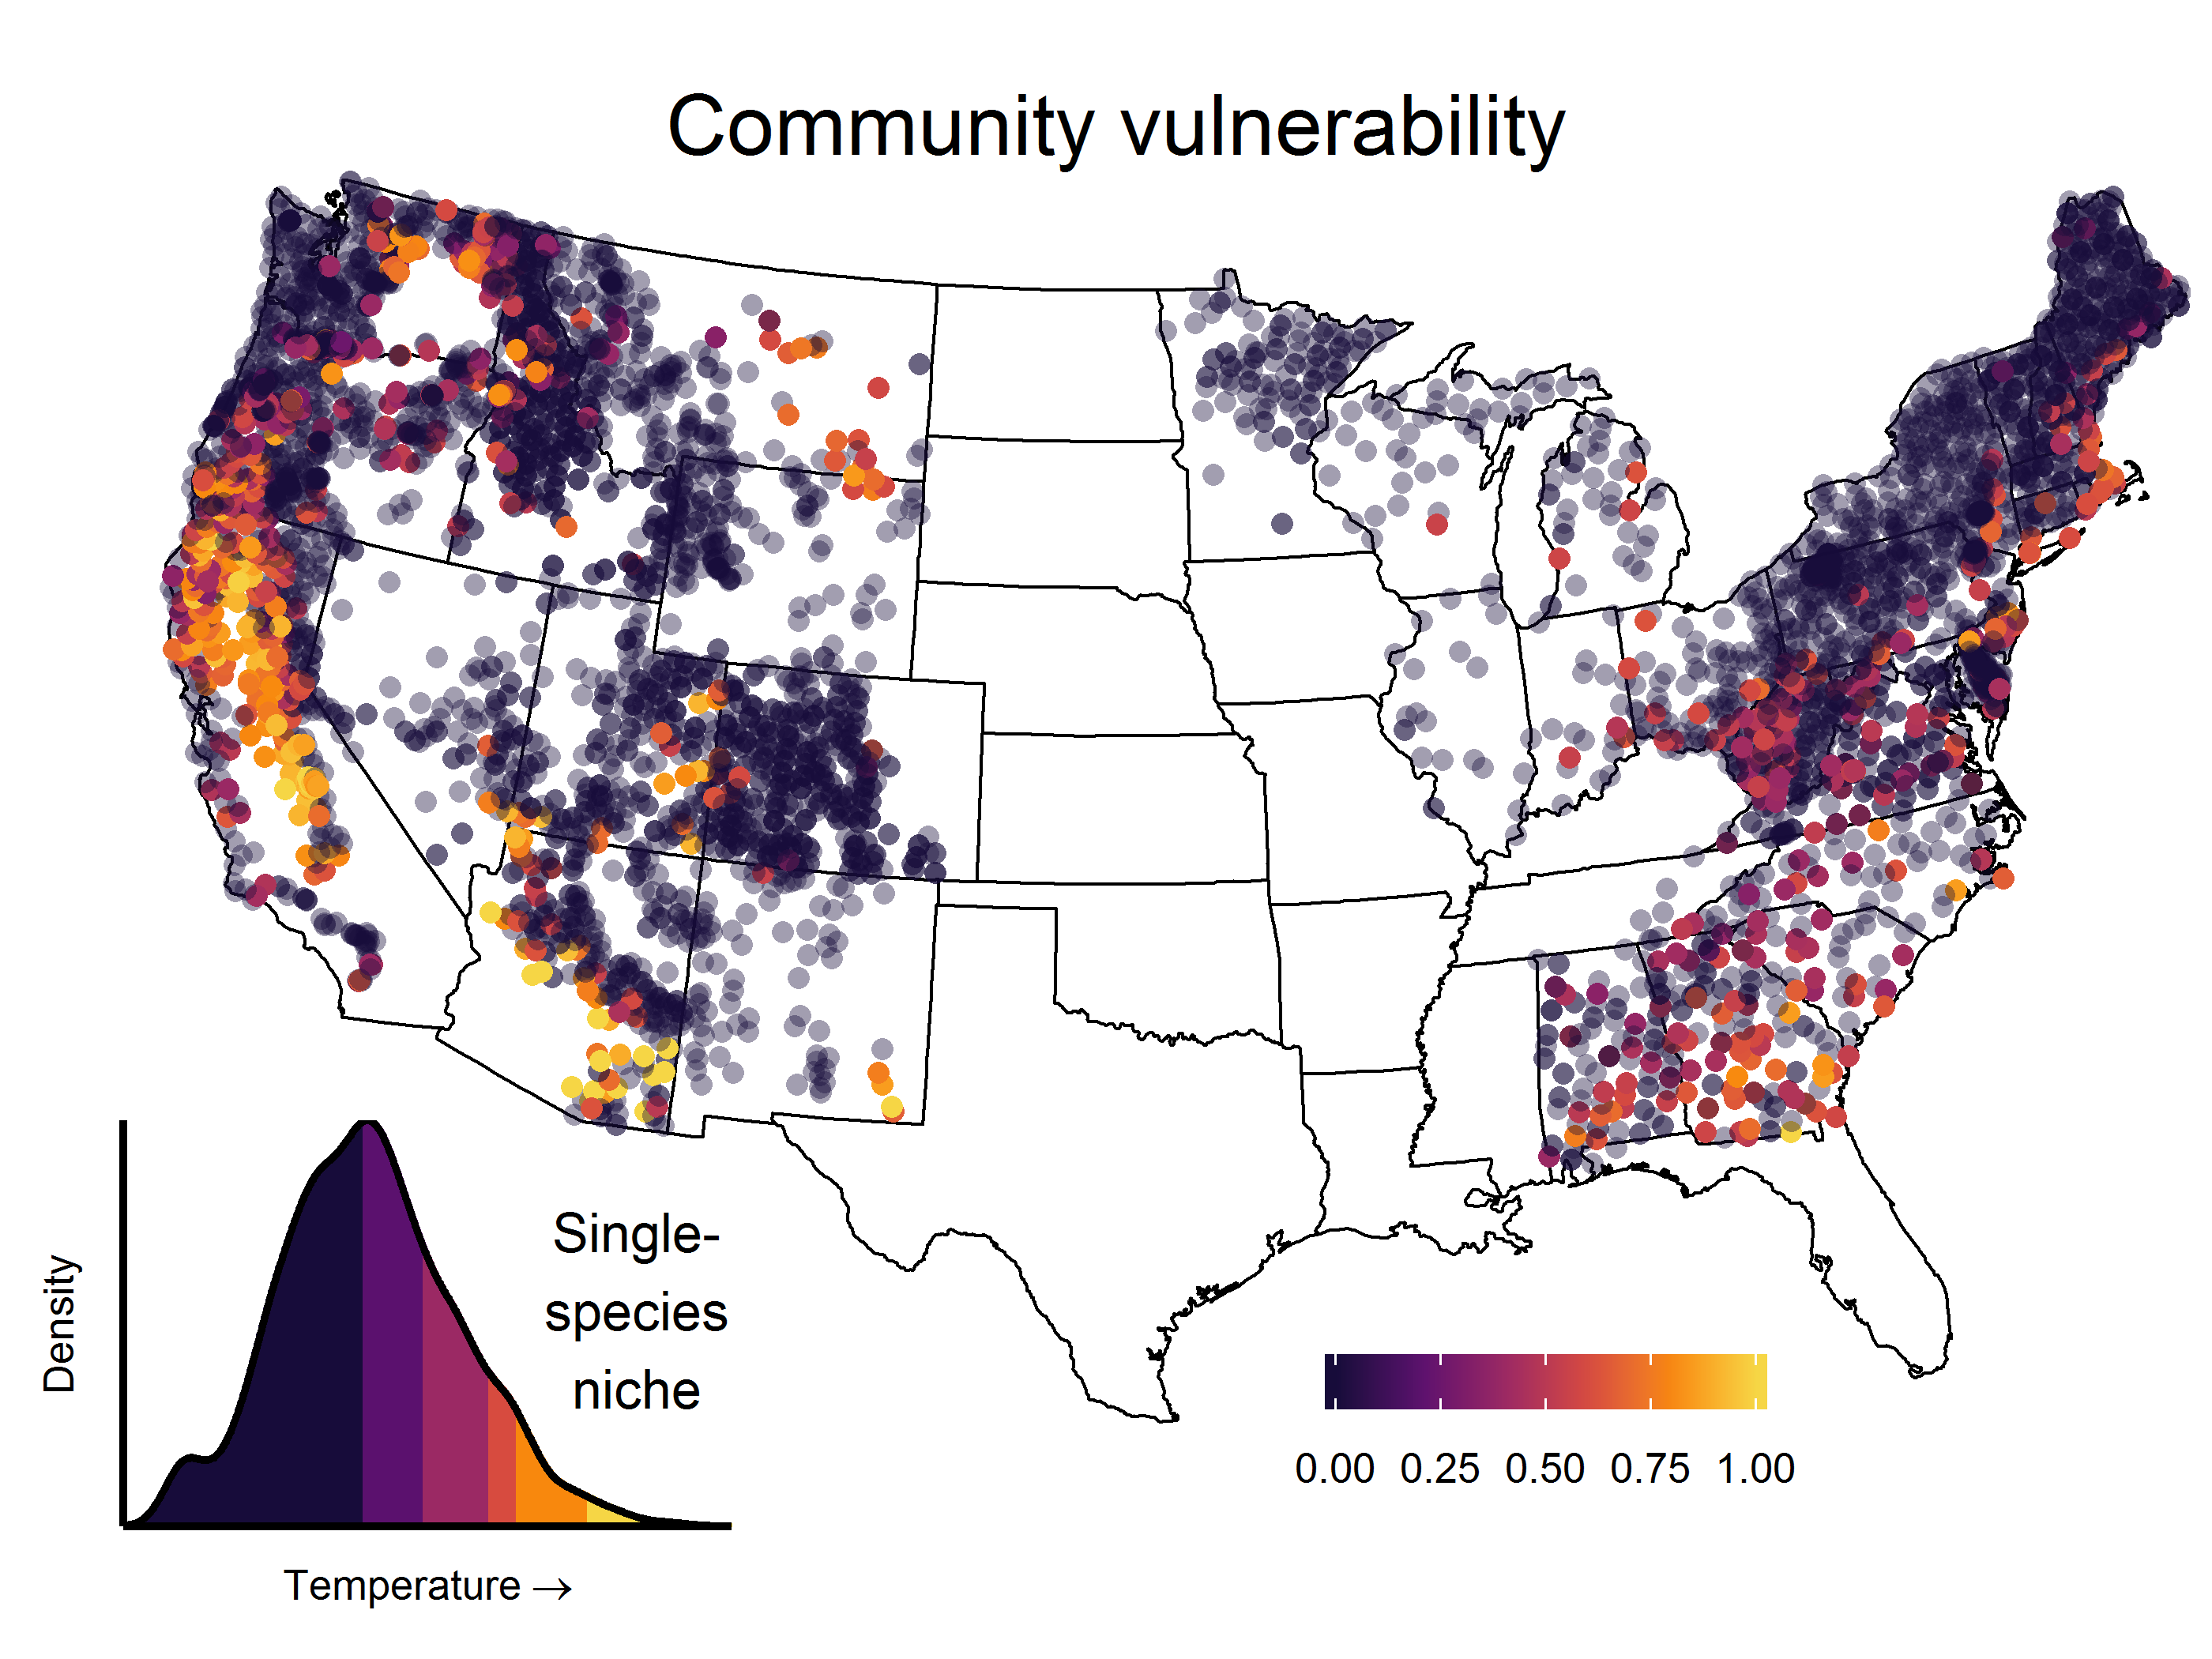 Community vulnerability
Density
Single-
species
niche
Temperature →
0.00 0.25 0.50 0.75 1.00